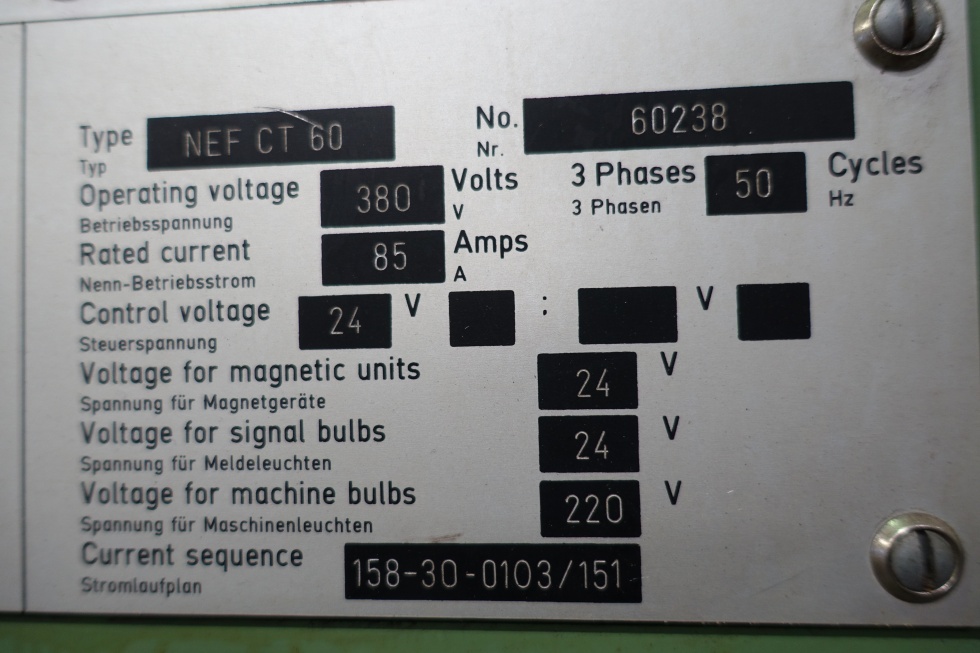 Type NEF CT 60 No. 60238
Typ Nr.
Operating voltage 380 Volts 3 Phases 50 Cycles
Betriebsspannung V 3 Phasen Hz
Rated current 85 Amps
Nenn-Betriebsstrom A
Control voltage 24 V : V
Steuerspannung
Voltage for magnetic units 24 V
Spannung für Magnetgeräte
Voltage for signal bulbs 24 V
Spannung für Meldeleuchten
Voltage for machine bulbs 220 V
Spannung für Maschinenleuchten
Current sequence 158-30-0103/151
Stromlaufplan